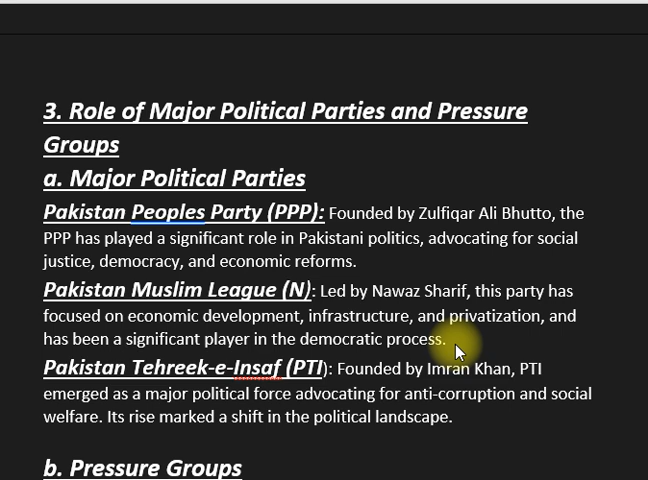 3. Role of Major Political Parties and Pressure
Groups
a. Major Political Parties
Pakistan Peoples Party (PPP): Founded by Zulfiqar Ali Bhutto, the
PPP has played a significant role in Pakistani politics, advocating for social
justice, democracy, and economic reforms.
Pakistan Muslim League (N): Led by Nawaz Sharif, this party has
focused on economic development, infrastructure, and privatization, and
has been a significant player in the democratic process.
Pakistan Tehreek-e-Insaf (PTI): Founded by Imran Khan, PTI
emerged as a major political force advocating for anti-corruption and social
welfare. Its rise marked a shift in the political landscape.
b. Pressure Groups